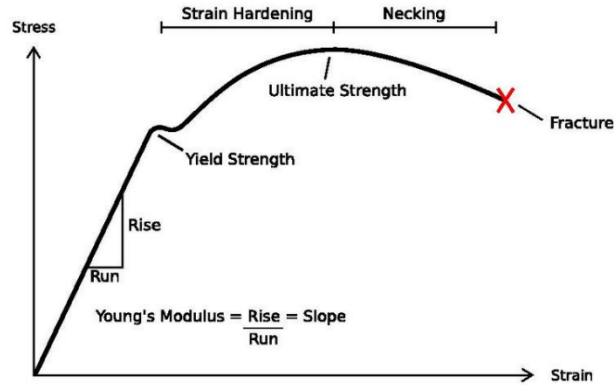 Strain Hardening
Necking
Stress
Ultimate Strength
Fracture
Yield Strength
Rise
Run
Young's Modulus = Rise = Slope
Run
Strain